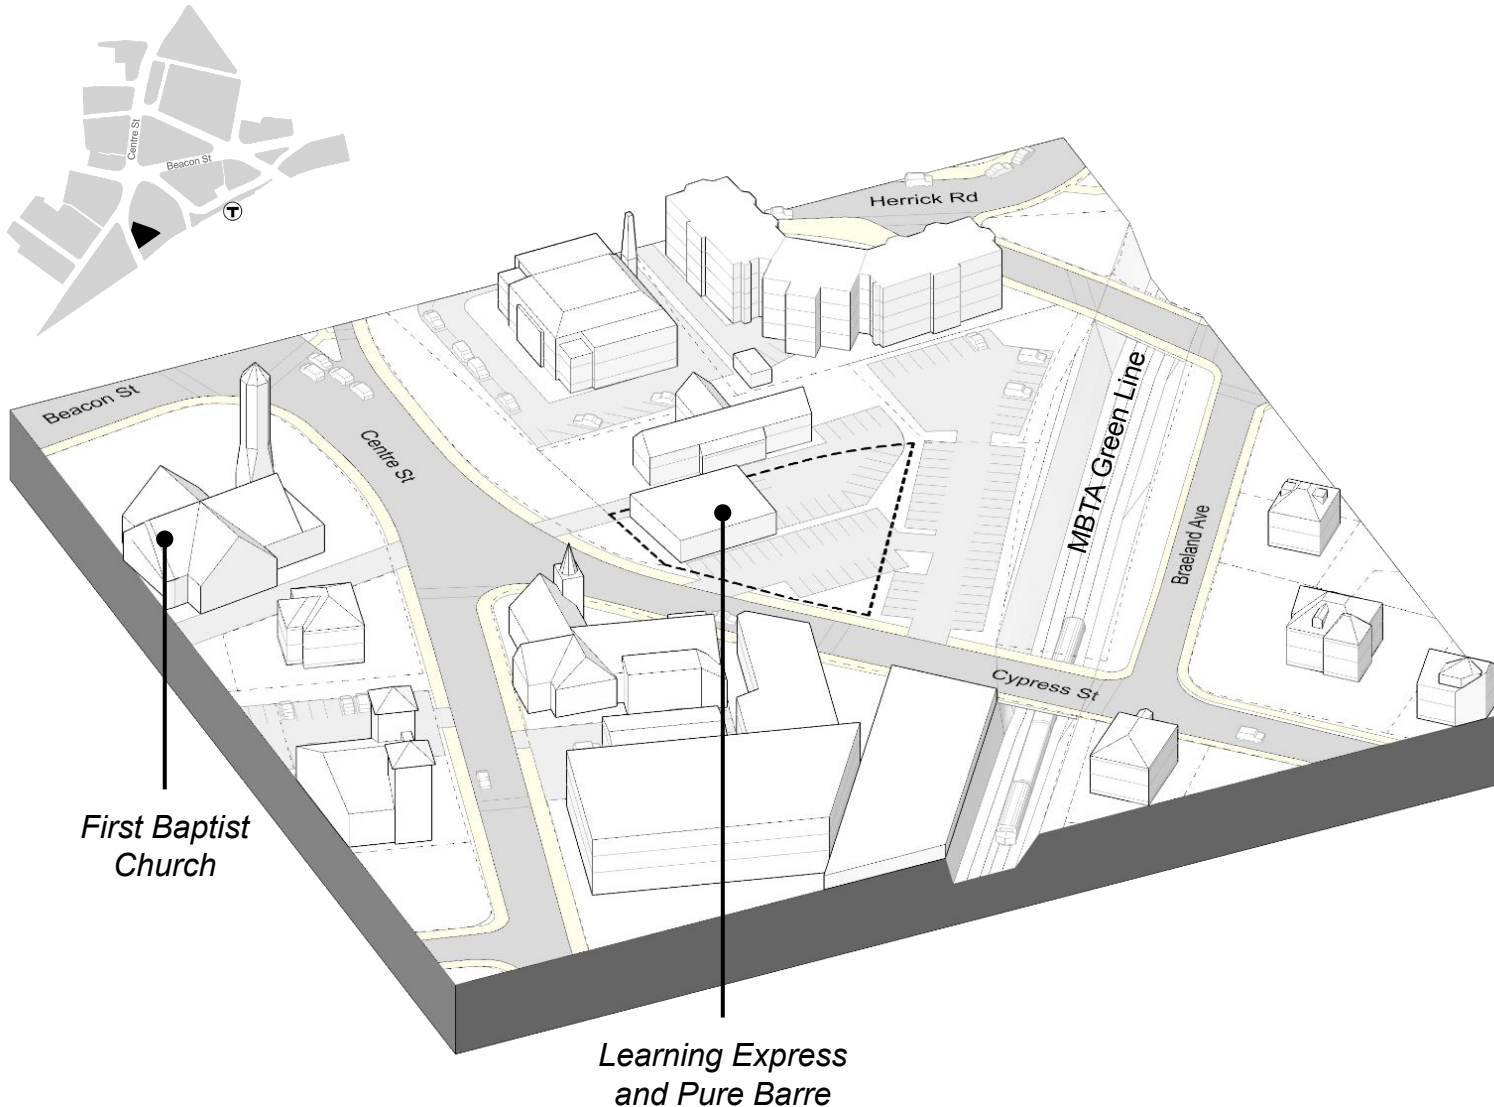 Centre St
Beacon St
T
Herrick Rd
Beacon St
Centre St
MBTA Green Line
Braeland Ave
Cypress St
First Baptist
Church
Learning Express
and Pure Barre